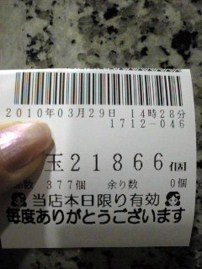 2010年03月29日 14時28分
1712-046
玉21866個
数 377個 余り数 0個
当店本日限り有効
毎度ありがとうございます